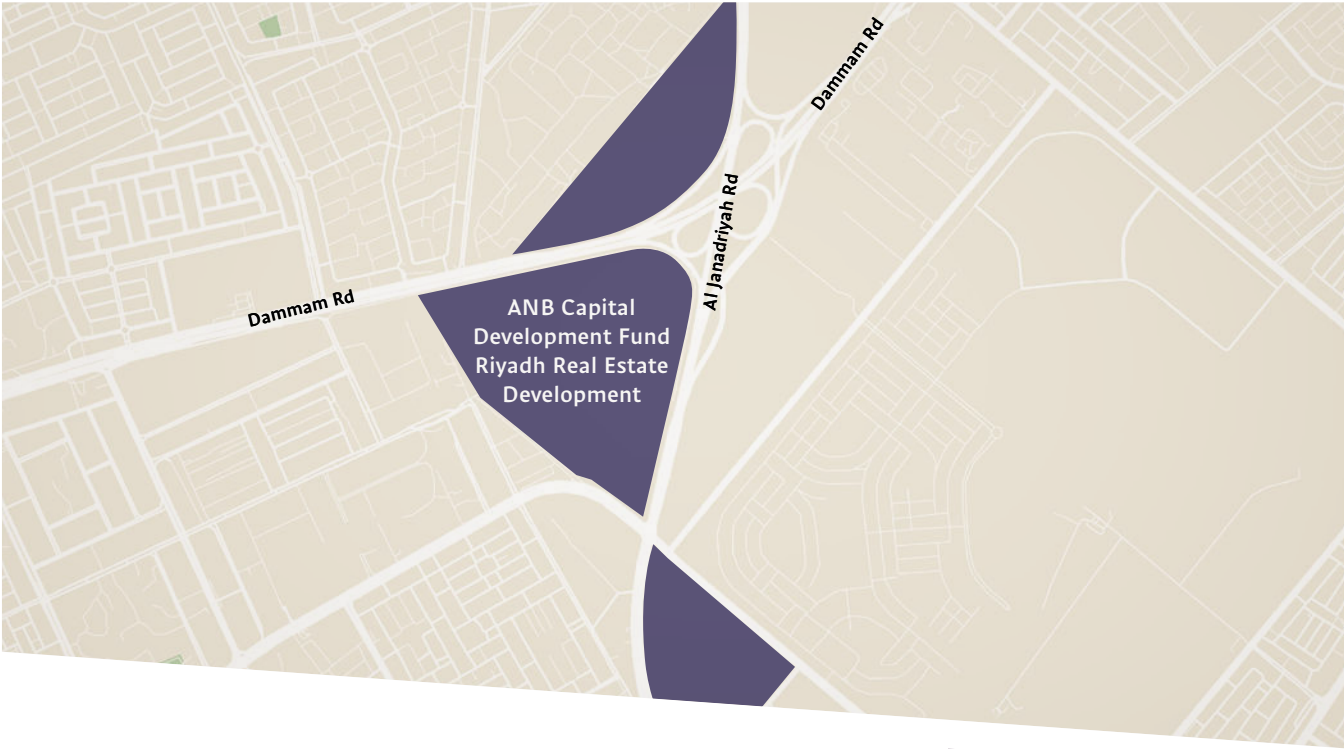 Dammam Rd
Al Janadriyah Rd
Dammam Rd
ANB Capital
Development Fund
Riyadh Real Estate
Development